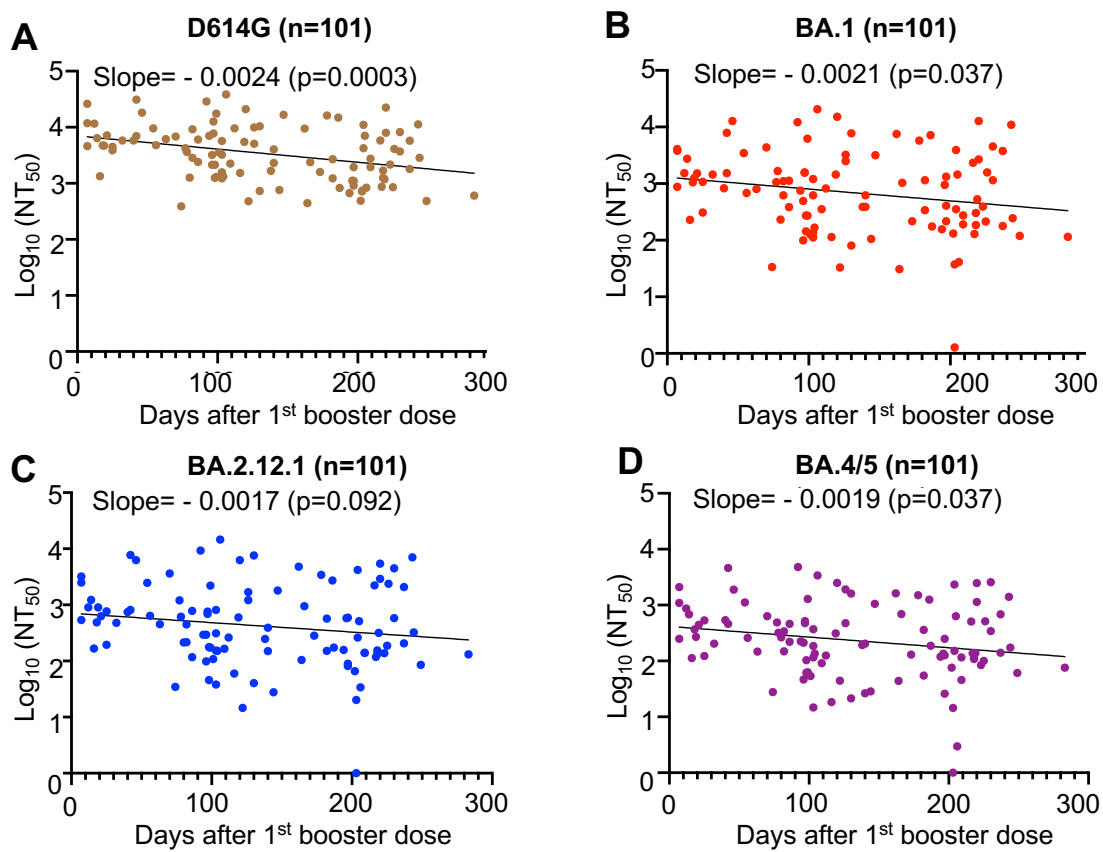 A
D614G (n=101)
Slope= - 0.0024 (p=0.0003)
5
4
3
2
1
0
Log10 (NT50)
0
100
200
300
Days after 1st booster dose
B
BA.1 (n=101)
Slope= - 0.0021 (p=0.037)
5
4
3
2
1
0
Log10 (NT50)
0
100
200
300
Days after 1st booster dose
C
BA.2.12.1 (n=101)
Slope= - 0.0017 (p=0.092)
5
4
3
2
1
0
Log10 (NT50)
0
100
200
300
Days after 1st booster dose
D
BA.4/5 (n=101)
Slope= - 0.0019 (p=0.037)
5
4
3
2
1
0
Log10 (NT50)
0
100
200
300
Days after 1st booster dose